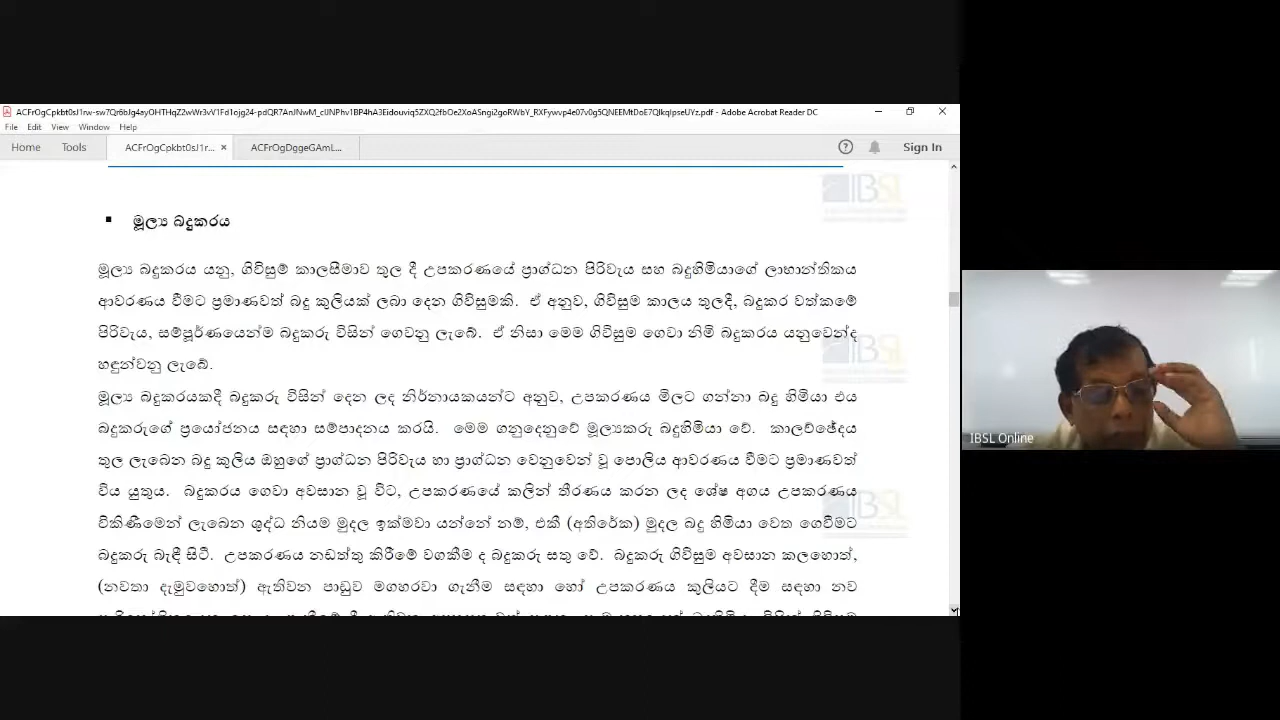 ACFrOgCpkbt0sJ1rw-sw7Qr6bJg4ayOHTHqZ2wWr3vV1Fd1ojg24-pdQR7AnJNwM_clJNPhv1BP4hA3Eidouviq5ZXQ2fbOe2XoASngi2goRWbY_RXFywvp4e07v0g5QNEEMtDoE7QlkqIpseUYz.pdf - Adobe Acrobat Reader DC
File Edit View Window Help
Home Tools ACFrOgCpkbt0sJ1r... × ACFrOgDggeGAmL... Sign In
IBSL
▪ මූල්‍ය බදුකරය
මූල්‍ය බදුකරය යනු, ගිවිසුම් කාලසීමාව තුල දී උපකරණයේ ප්‍රාග්ධන පිරිවැය සහ බදුහිමියාගේ ලාභාන්තිකය
ආවරණය වීමට ප්‍රමාණවත් බදු කුලියක් ලබා දෙන ගිවිසුමකි. ඒ අනුව, ගිවිසුම කාලය තුලදී, බදුකර වත්කමේ
පිරිවැය, සම්පූර්ණයෙන්ම බදුකරු විසින් ගෙවනු ලැබේ. ඒ නිසා මෙම ගිවිසුම ගෙවා නිමි බදුකරය යනුවෙන්ද
හඳුන්වනු ලැබේ.
IBSL
මූල්‍ය බදුකරයකදී බදුකරු විසින් දෙන ලද නිර්නායකයන්ට අනුව, උපකරණය මිලට ගන්නා බදු හිමියා එය
බදුකරුගේ ප්‍රයෝජනය සඳහා සම්පාදනය කරයි. මෙම ගනුදෙනුවේ මූල්‍යකරු බදුහිමියා වේ. කාලච්ඡේදය
IBSL Online
තුල ලැබෙන බදු කුලිය ඔහුගේ ප්‍රාග්ධන පිරිවැය හා ප්‍රාග්ධන වෙනුවෙන් වූ පොලිය ආවරණය වීමට ප්‍රමාණවත්
විය යුතුය. බදුකරය ගෙවා අවසාන වූ විට, උපකරණයේ කලින් තීරණය කරන ලද ශේෂ අගය උපකරණය
IBSL
විකිණීමෙන් ලැබෙන ශුද්ධ නියම මුදල ඉක්මවා යන්නේ නම්, එකී (අතිරේක) මුදල බදු හිමියා වෙත ගෙවීමට
බදුකරු බැඳී සිටී. උපකරණය නඩත්තු කිරීමේ වගකීම ද බදුකරු සතු වේ. බදුකරු ගිවිසුම අවසාන කලහොත්,
(නවතා දැමුවහොත්) ඇතිවන පාඩුව මගහරවා ගැනීම සඳහා හෝ උපකරණය කුලියට දීම සඳහා නව